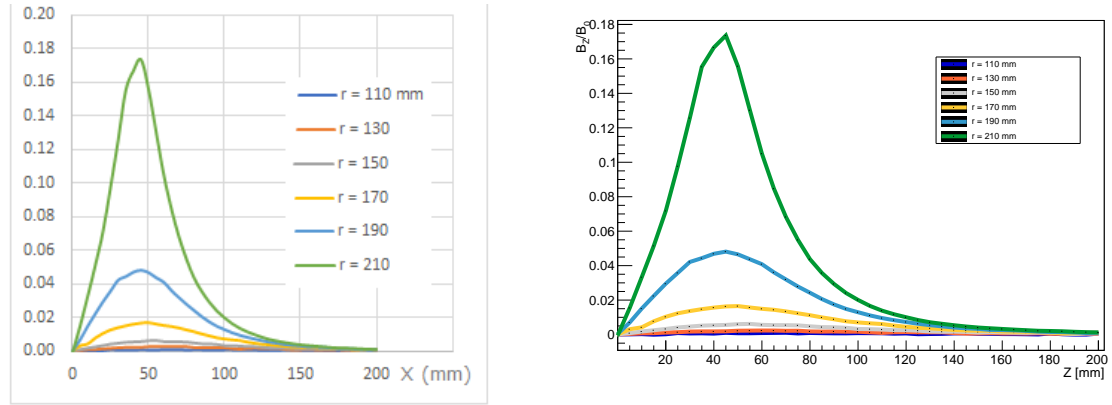 0.20
0.18
0.16
0.14
0.12
0.10
0.08
0.06
0.04
0.02
0.00
0 50 100 150 200 X (mm)
r = 110 mm
r = 130
r = 150
r = 170
r = 190
r = 210
B_Z/B_0
0.18
0.16
0.14
0.12
0.1
0.08
0.06
0.04
0.02
0
0 20 40 60 80 100 120 140 160 180 200
Z [mm]
r = 110 mm
r = 130 mm
r = 150 mm
r = 170 mm
r = 190 mm
r = 210 mm